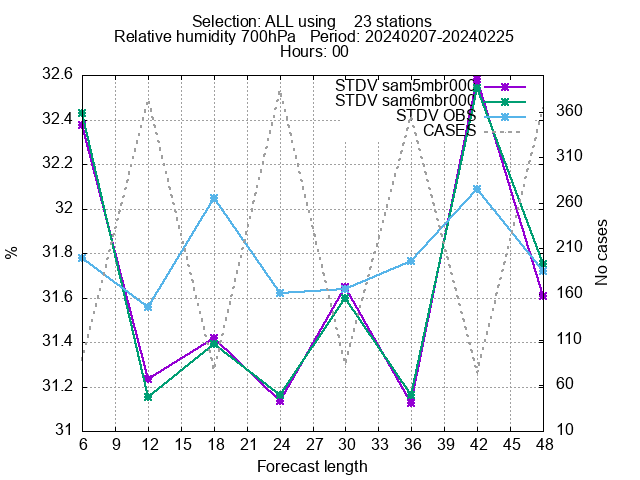 Selection: ALL using    23 stations
Relative humidity 700hPa   Period: 20240207-20240225
Hours: 00
STDV sam5mbr000
STDV sam6mbr000
STDV OBS
CASES
32.6
32.4
32.2
32
31.8
31.6
31.4
31.2
31
%
360
310
260
210
160
110
60
10
No cases
6 9 12 15 18 21 24 27 30 33 36 39 42 45 48
Forecast length